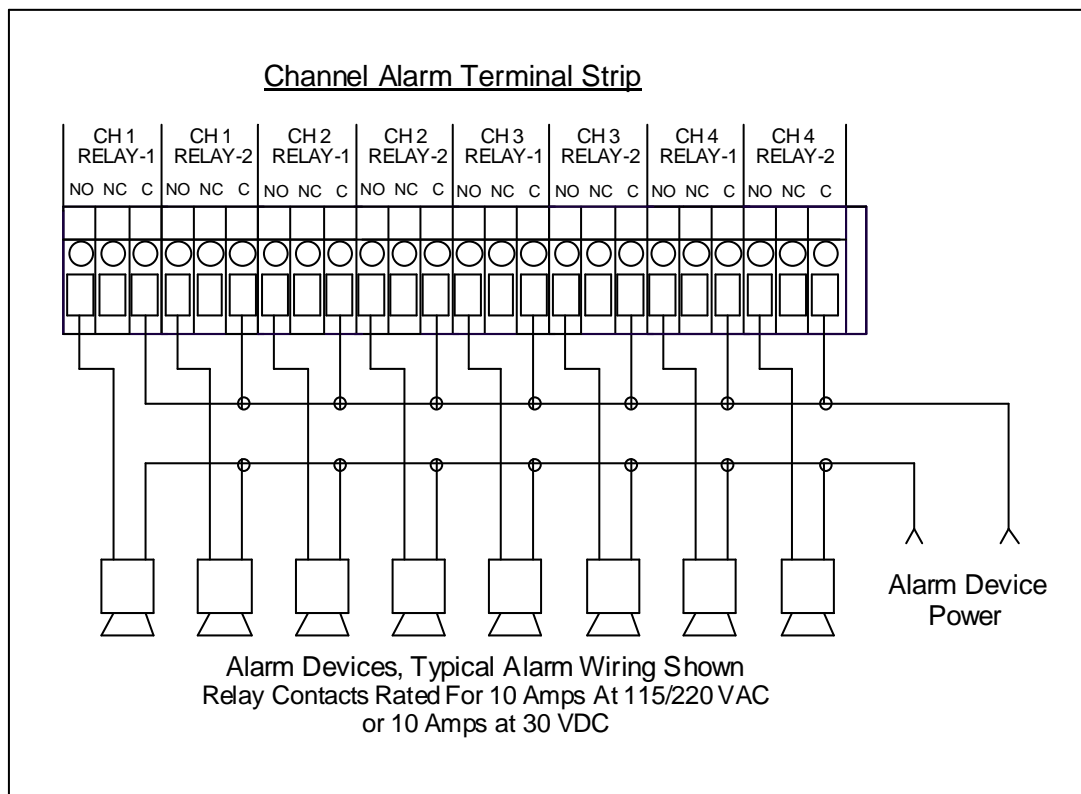 Channel Alarm Terminal Strip
CH 1 CH 1 CH 2 CH 2 CH 3 CH 3 CH 4 CH 4
RELAY-1 RELAY-2 RELAY-1 RELAY-2 RELAY-1 RELAY-2 RELAY-1 RELAY-2
NO NC C NO NC C NO NC C NO NC C NO NC C NO NC C NO NC C NO NC C
Alarm Device
Power
Alarm Devices, Typical Alarm Wiring Shown
Relay Contacts Rated For 10 Amps At 115/220 VAC
or 10 Amps at 30 VDC